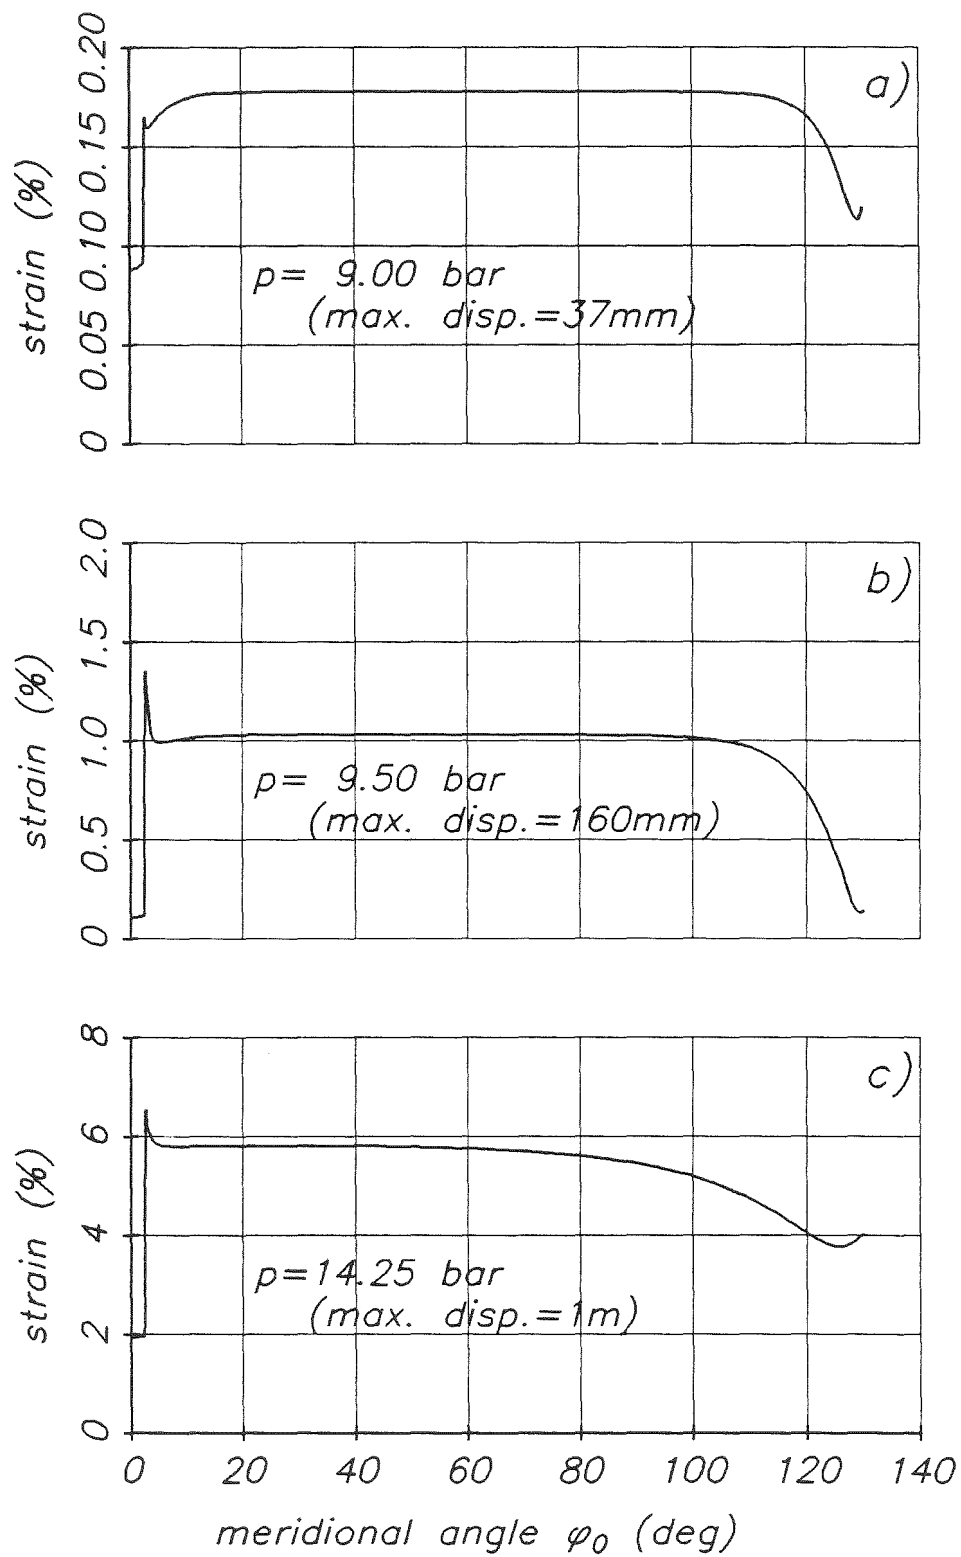 a)
strain (%)
0.20
0.15
0.10
0.05
0
p= 9.00 bar
(max. disp.=37mm)
b)
strain (%)
2.0
1.5
1.0
0.5
0
p= 9.50 bar
(max. disp.=160mm)
c)
strain (%)
8
6
4
2
0
p=14.25 bar
(max. disp.=1m)
0 20 40 60 80 100 120 140
meridional angle φ₀ (deg)